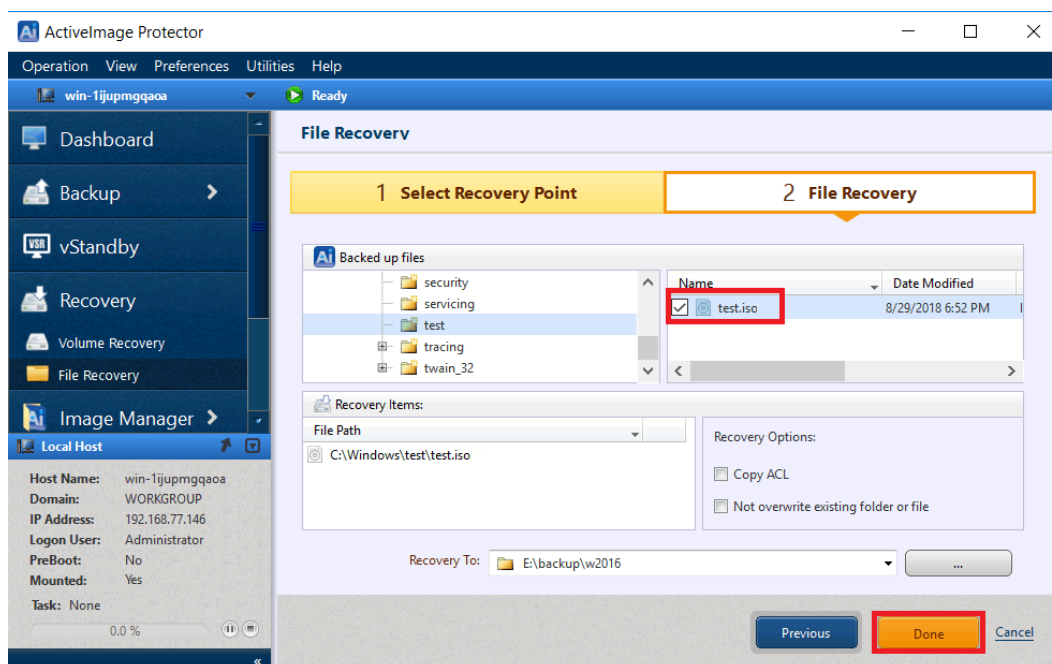 Ai ActiveImage Protector
Operation View Preferences Utilities Help
win-1ijupmgqaoa
Ready
Dashboard
Backup
VSR vStandby
Recovery
Volume Recovery
File Recovery
Ai Image Manager
Local Host
Host Name: win-1ijupmgqaoa
Domain: WORKGROUP
IP Address: 192.168.77.146
Logon User: Administrator
PreBoot: No
Mounted: Yes
Task: None
0.0 %
«
File Recovery
1 Select Recovery Point
2 File Recovery
Ai Backed up files
security
servicing
test
tracing
twain_32
Name Date Modified
test.iso 8/29/2018 6:52 PM
Recovery Items:
File Path
C:\Windows\test\test.iso
Recovery Options:
Copy ACL
Not overwrite existing folder or file
Recovery To: E:\backup\w2016 ...
Previous Done Cancel